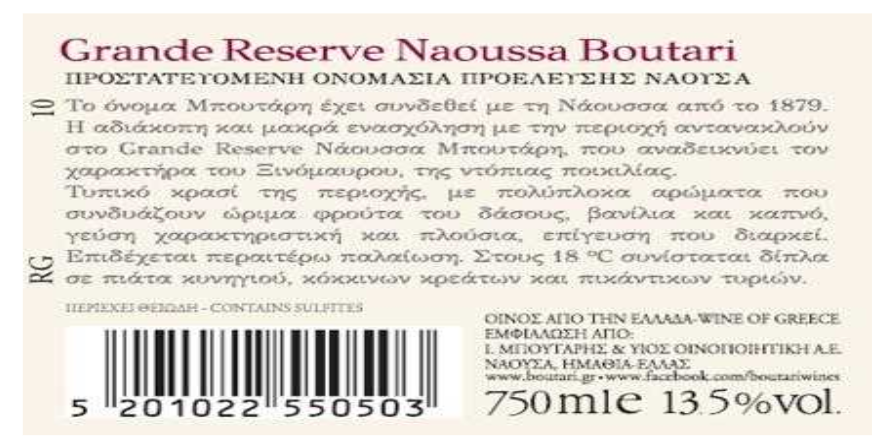 Grande Reserve Naoussa Boutari
ΠΡΟΣΤΑΤΕΥΟΜΕΝΗ ΟΝΟΜΑΣΙΑ ΠΡΟΕΛΕΥΣΗΣ ΝΑΟΥΣΑ
10
Το όνομα Μπουτάρη έχει συνδεθεί με τη Νάουσσα από το 1879.
Η αδιάκοπη και μακρά ενασχόληση με την περιοχή αντανακλούν
στο Grande Reserve Νάουσσα Μπουτάρη, που αναδεικνύει τον
χαρακτήρα του Ξινόμαυρου, της ντόπιας ποικιλίας.
Τυπικό κρασί της περιοχής, με πολύπλοκα αρώματα που
συνδυάζουν ώριμα φρούτα του δάσους, βανίλια και καπνό,
γεύση χαρακτηριστική και πλούσια, επίγευση που διαρκεί.
Επιδέχεται περαιτέρω παλαίωση. Στους 18 °C συνίσταται δίπλα
σε πιάτα κυνηγιού, κόκκινων κρεάτων και πικάντικων τυριών.
RG
ΠΕΡΙΕΧΕΙ ΘΕΙΩΔΗ - CONTAINS SULFITES
5 201022 550503
ΟΙΝΟΣ ΑΠΟ ΤΗΝ ΕΛΛΑΔΑ-WINE OF GREECE
ΕΜΦΙΑΛΩΣΗ ΑΠΟ:
Ι. ΜΠΟΥΤΑΡΗΣ & ΥΙΟΣ ΟΙΝΟΠΟΙΗΤΙΚΗ Α.Ε.
ΝΑΟΥΣΑ, ΗΜΑΘΙΑ-ΕΛΛΑΣ
www.boutari.gr • www.facebook.com/boutariwines
750mle 13.5%vol.